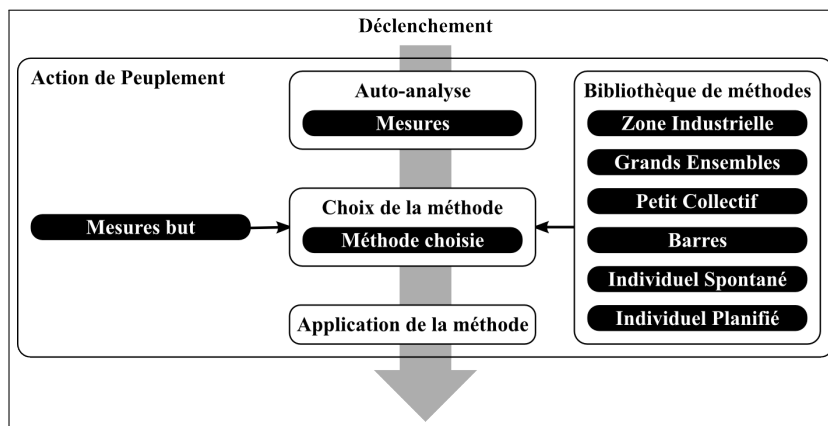 Déclenchement
Action de Peuplement
Auto-analyse
Mesures
Mesures but
Choix de la méthode
Méthode choisie
Application de la méthode
Bibliothèque de méthodes
Zone Industrielle
Grands Ensembles
Petit Collectif
Barres
Individuel Spontané
Individuel Planifié